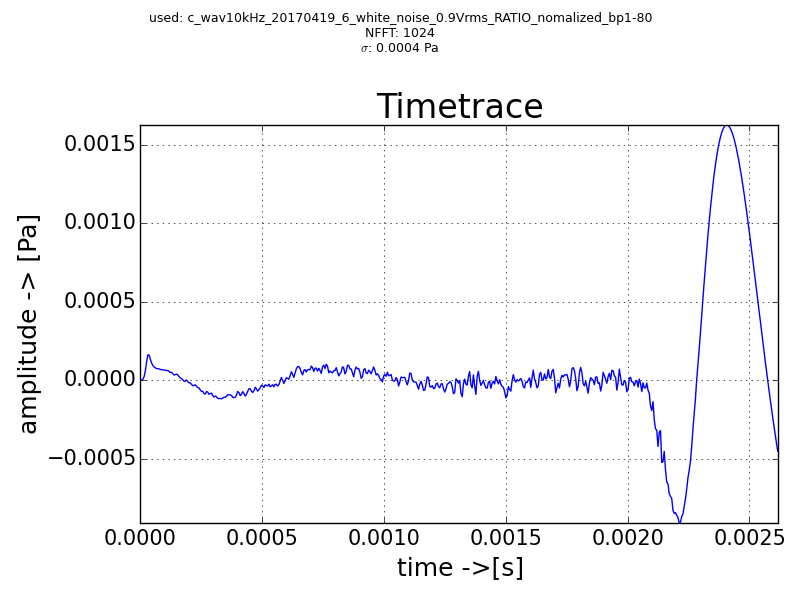 used: c_wav10kHz_20170419_6_white_noise_0.9Vrms_RATIO_nomalized_bp1-80
NFFT: 1024
σ: 0.0004 Pa
Timetrace
0.0015
0.0010
0.0005
0.0000
−0.0005
amplitude -> [Pa]
0.0000 0.0005 0.0010 0.0015 0.0020 0.0025
time ->[s]